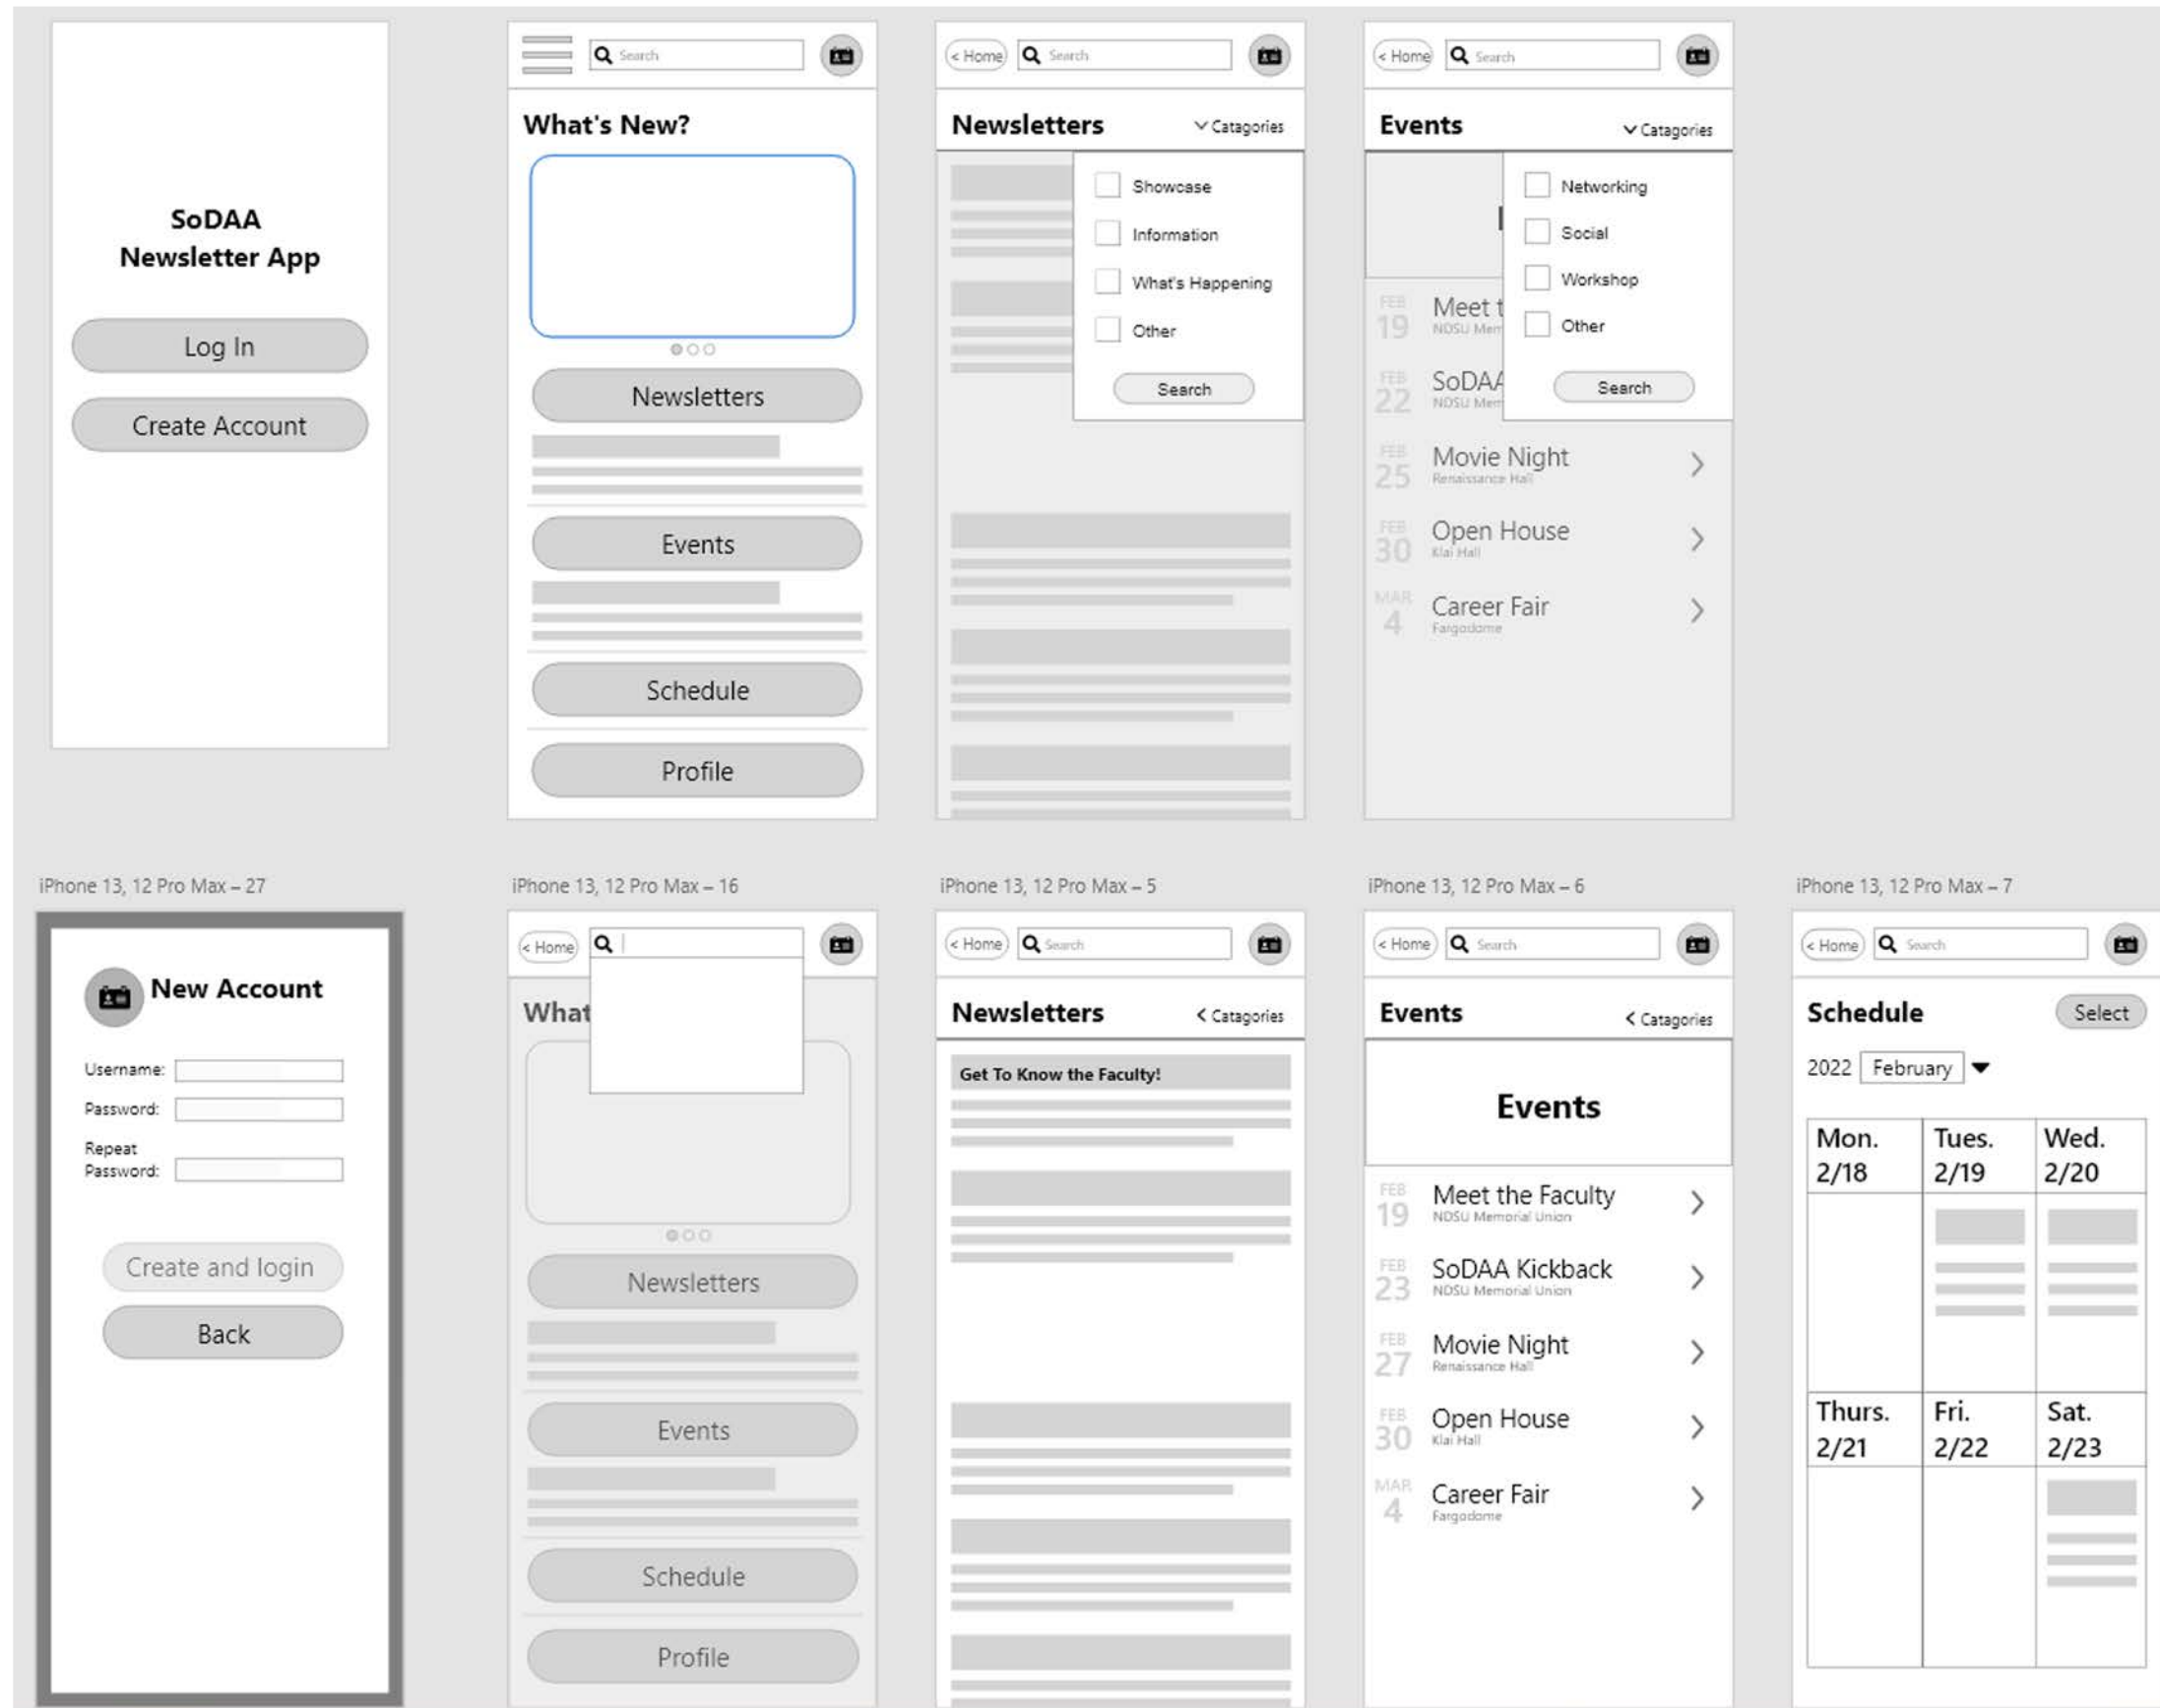 SoDAA
Newsletter App
Log In
Create Account
Search
What's New?
Newsletters
Events
Schedule
Profile
< Home
Search
Newsletters
Catagories
Showcase
Information
What's Happening
Other
Search
< Home
Search
Events
Catagories
Networking
Social
Workshop
Other
Search
FEB
19
Meet t
NDSU Mem
FEB
22
SoDAA
NDSU Mem
FEB
25
Movie Night
Renaissance Hall
FEB
30
Open House
Klai Hall
MAR
4
Career Fair
Fargodome
iPhone 13, 12 Pro Max – 27
New Account
Username:
Password:
Repeat
Password:
Create and login
Back
iPhone 13, 12 Pro Max – 16
< Home
What
Newsletters
Events
Schedule
Profile
iPhone 13, 12 Pro Max – 5
< Home
Search
Newsletters
< Catagories
Get To Know the Faculty!
iPhone 13, 12 Pro Max – 6
< Home
Search
Events
< Catagories
Events
FEB
19
Meet the Faculty
NDSU Memorial Union
FEB
23
SoDAA Kickback
NDSU Memorial Union
FEB
27
Movie Night
Renaissance Hall
FEB
30
Open House
Klai Hall
MAR
4
Career Fair
Fargodome
iPhone 13, 12 Pro Max – 7
< Home
Search
Schedule
Select
2022 February
Mon.
2/18
Tues.
2/19
Wed.
2/20
Thurs.
2/21
Fri.
2/22
Sat.
2/23